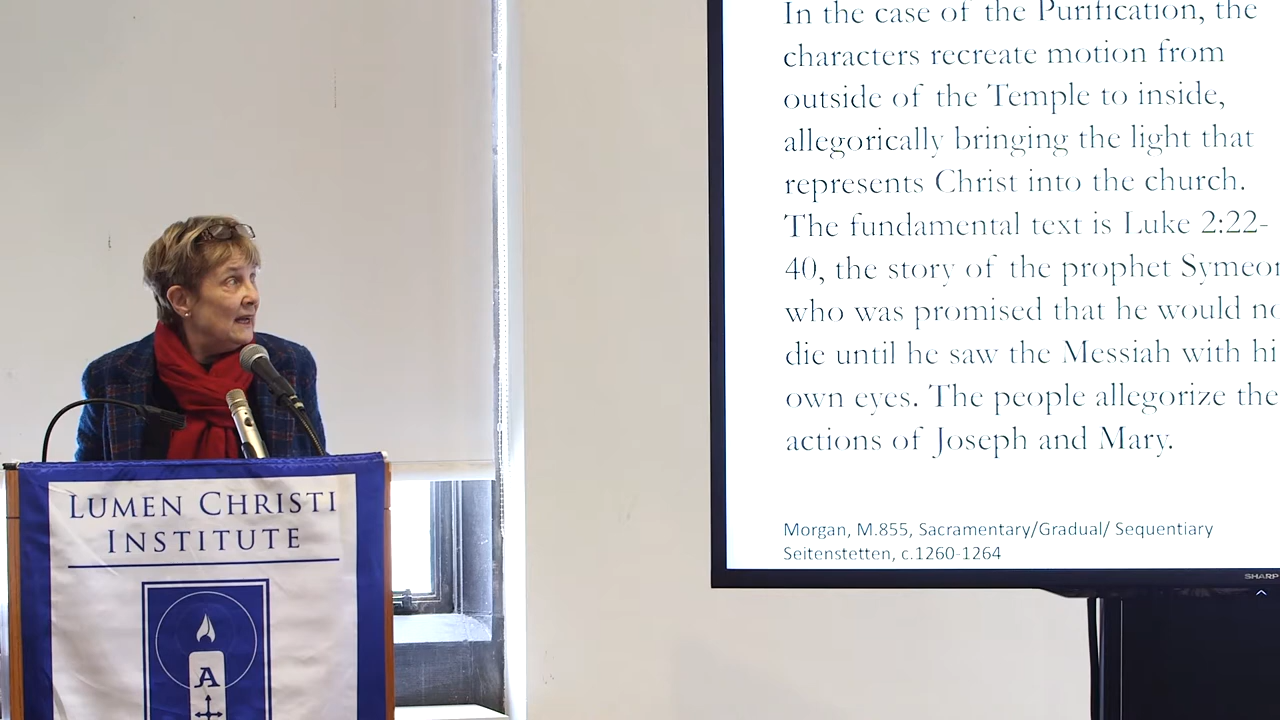 In the case of the Purification, the
characters recreate motion from
outside of the Temple to inside,
allegorically bringing the light that
represents Christ into the church.
The fundamental text is Luke 2:22-
40, the story of the prophet Symeon
who was promised that he would no
die until he saw the Messiah with hi
own eyes. The people allegorize the
actions of Joseph and Mary.
Morgan, M.855, Sacramentary/Gradual/ Sequentiary
Seitenstetten, c.1260-1264
SHARP
LUMEN CHRISTI
INSTITUTE
A